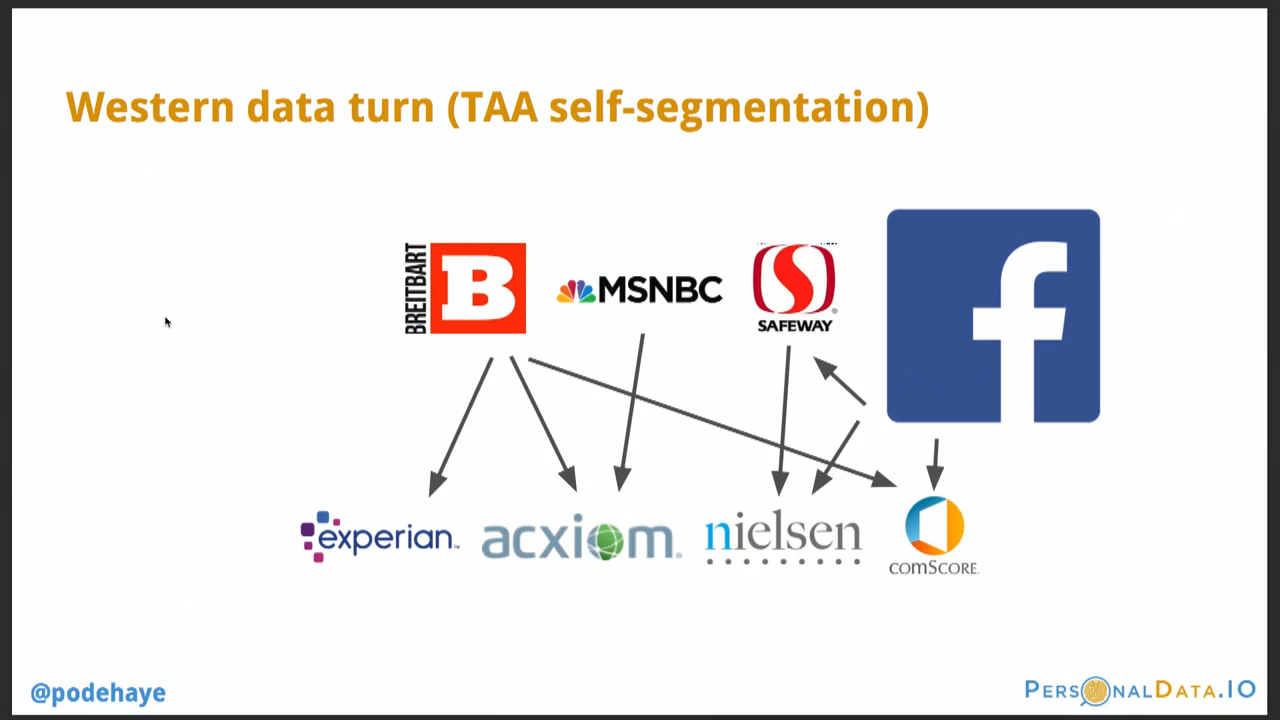 Western data turn (TAA self-segmentation)
BREITBART
B
MSNBC
SAFEWAY
f
experian
acxiom
nielsen
comScore
@podehaye
PersonalData.IO